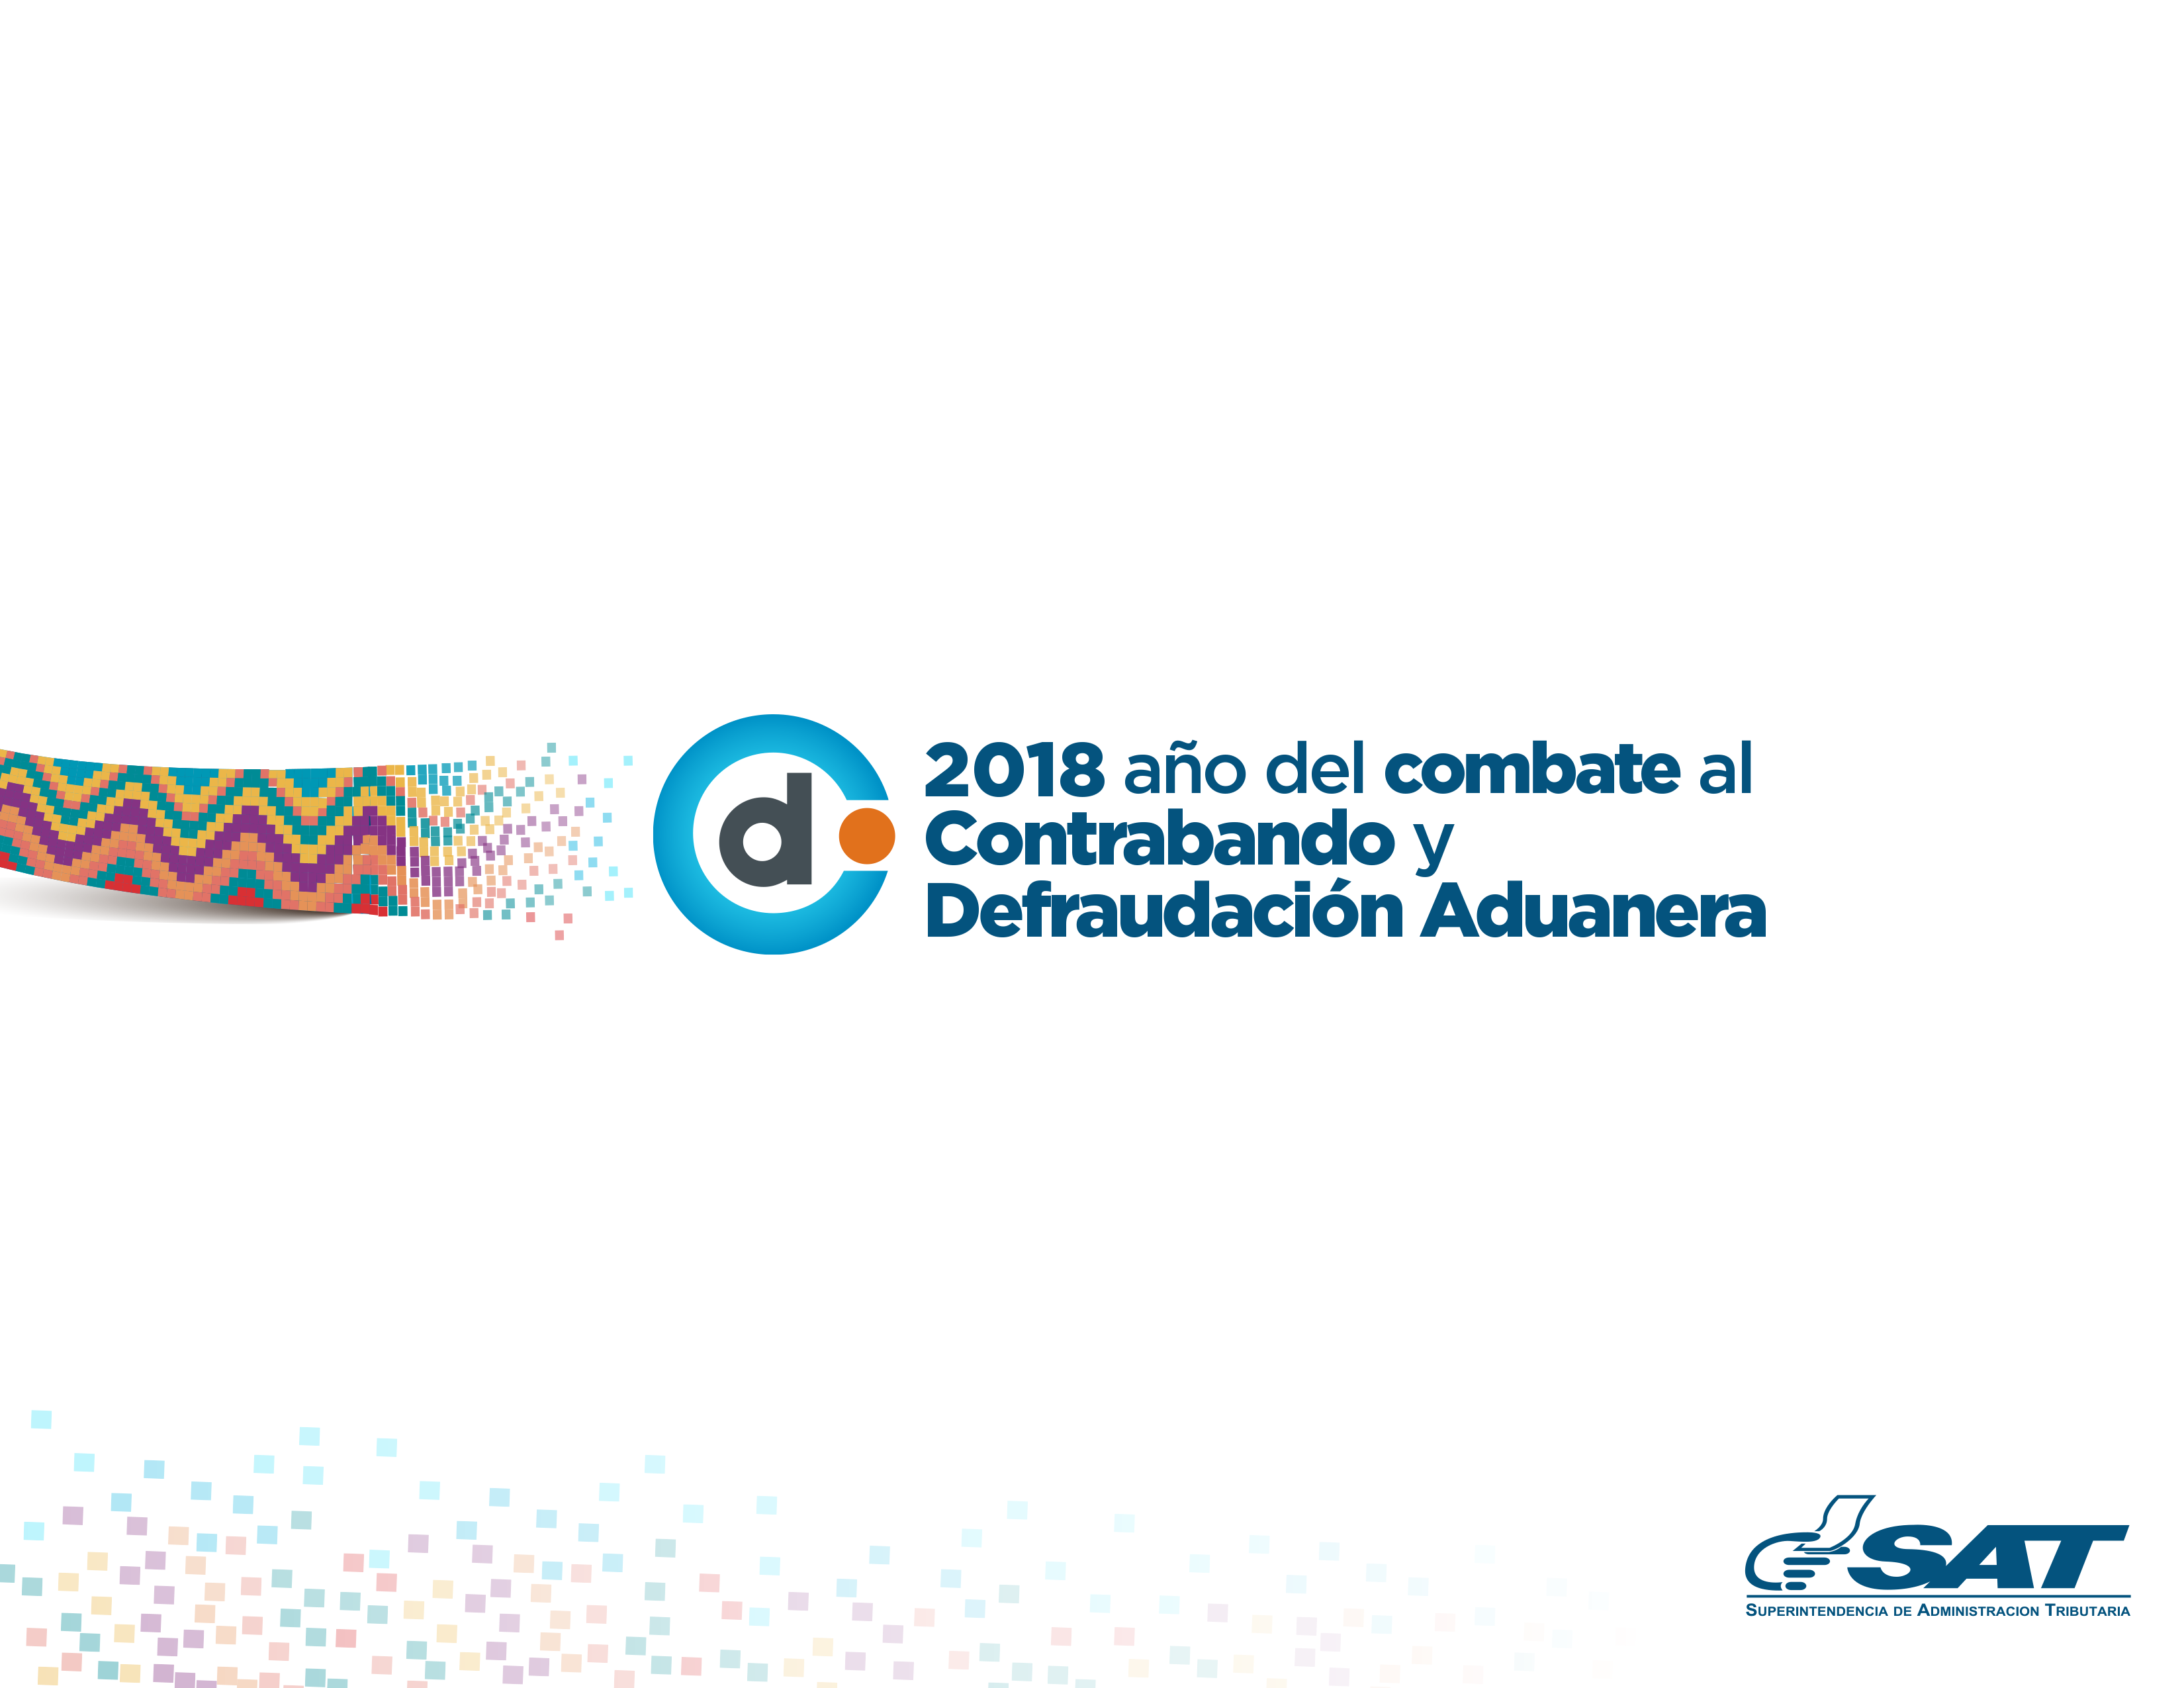 d
2018 año del combate al
Contrabando y
Defraudación Aduanera
SAT
SUPERINTENDENCIA DE ADMINISTRACION TRIBUTARIA